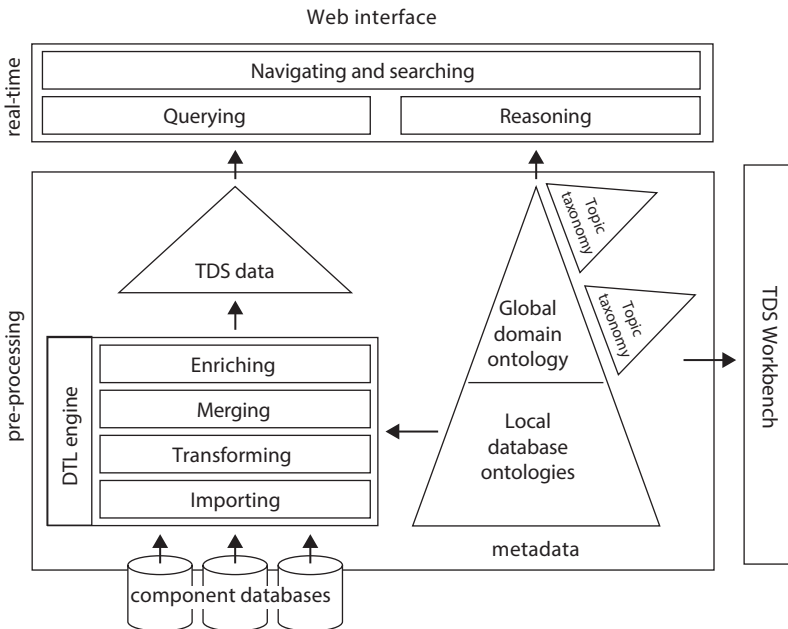 Web interface
real-time
Navigating and searching
Querying
Reasoning
pre-processing
TDS data
DTL engine
Enriching
Merging
Transforming
Importing
component databases
Topic
taxonomy
Topic
taxonomy
Global
domain
ontology
Local
database
ontologies
metadata
TDS Workbench